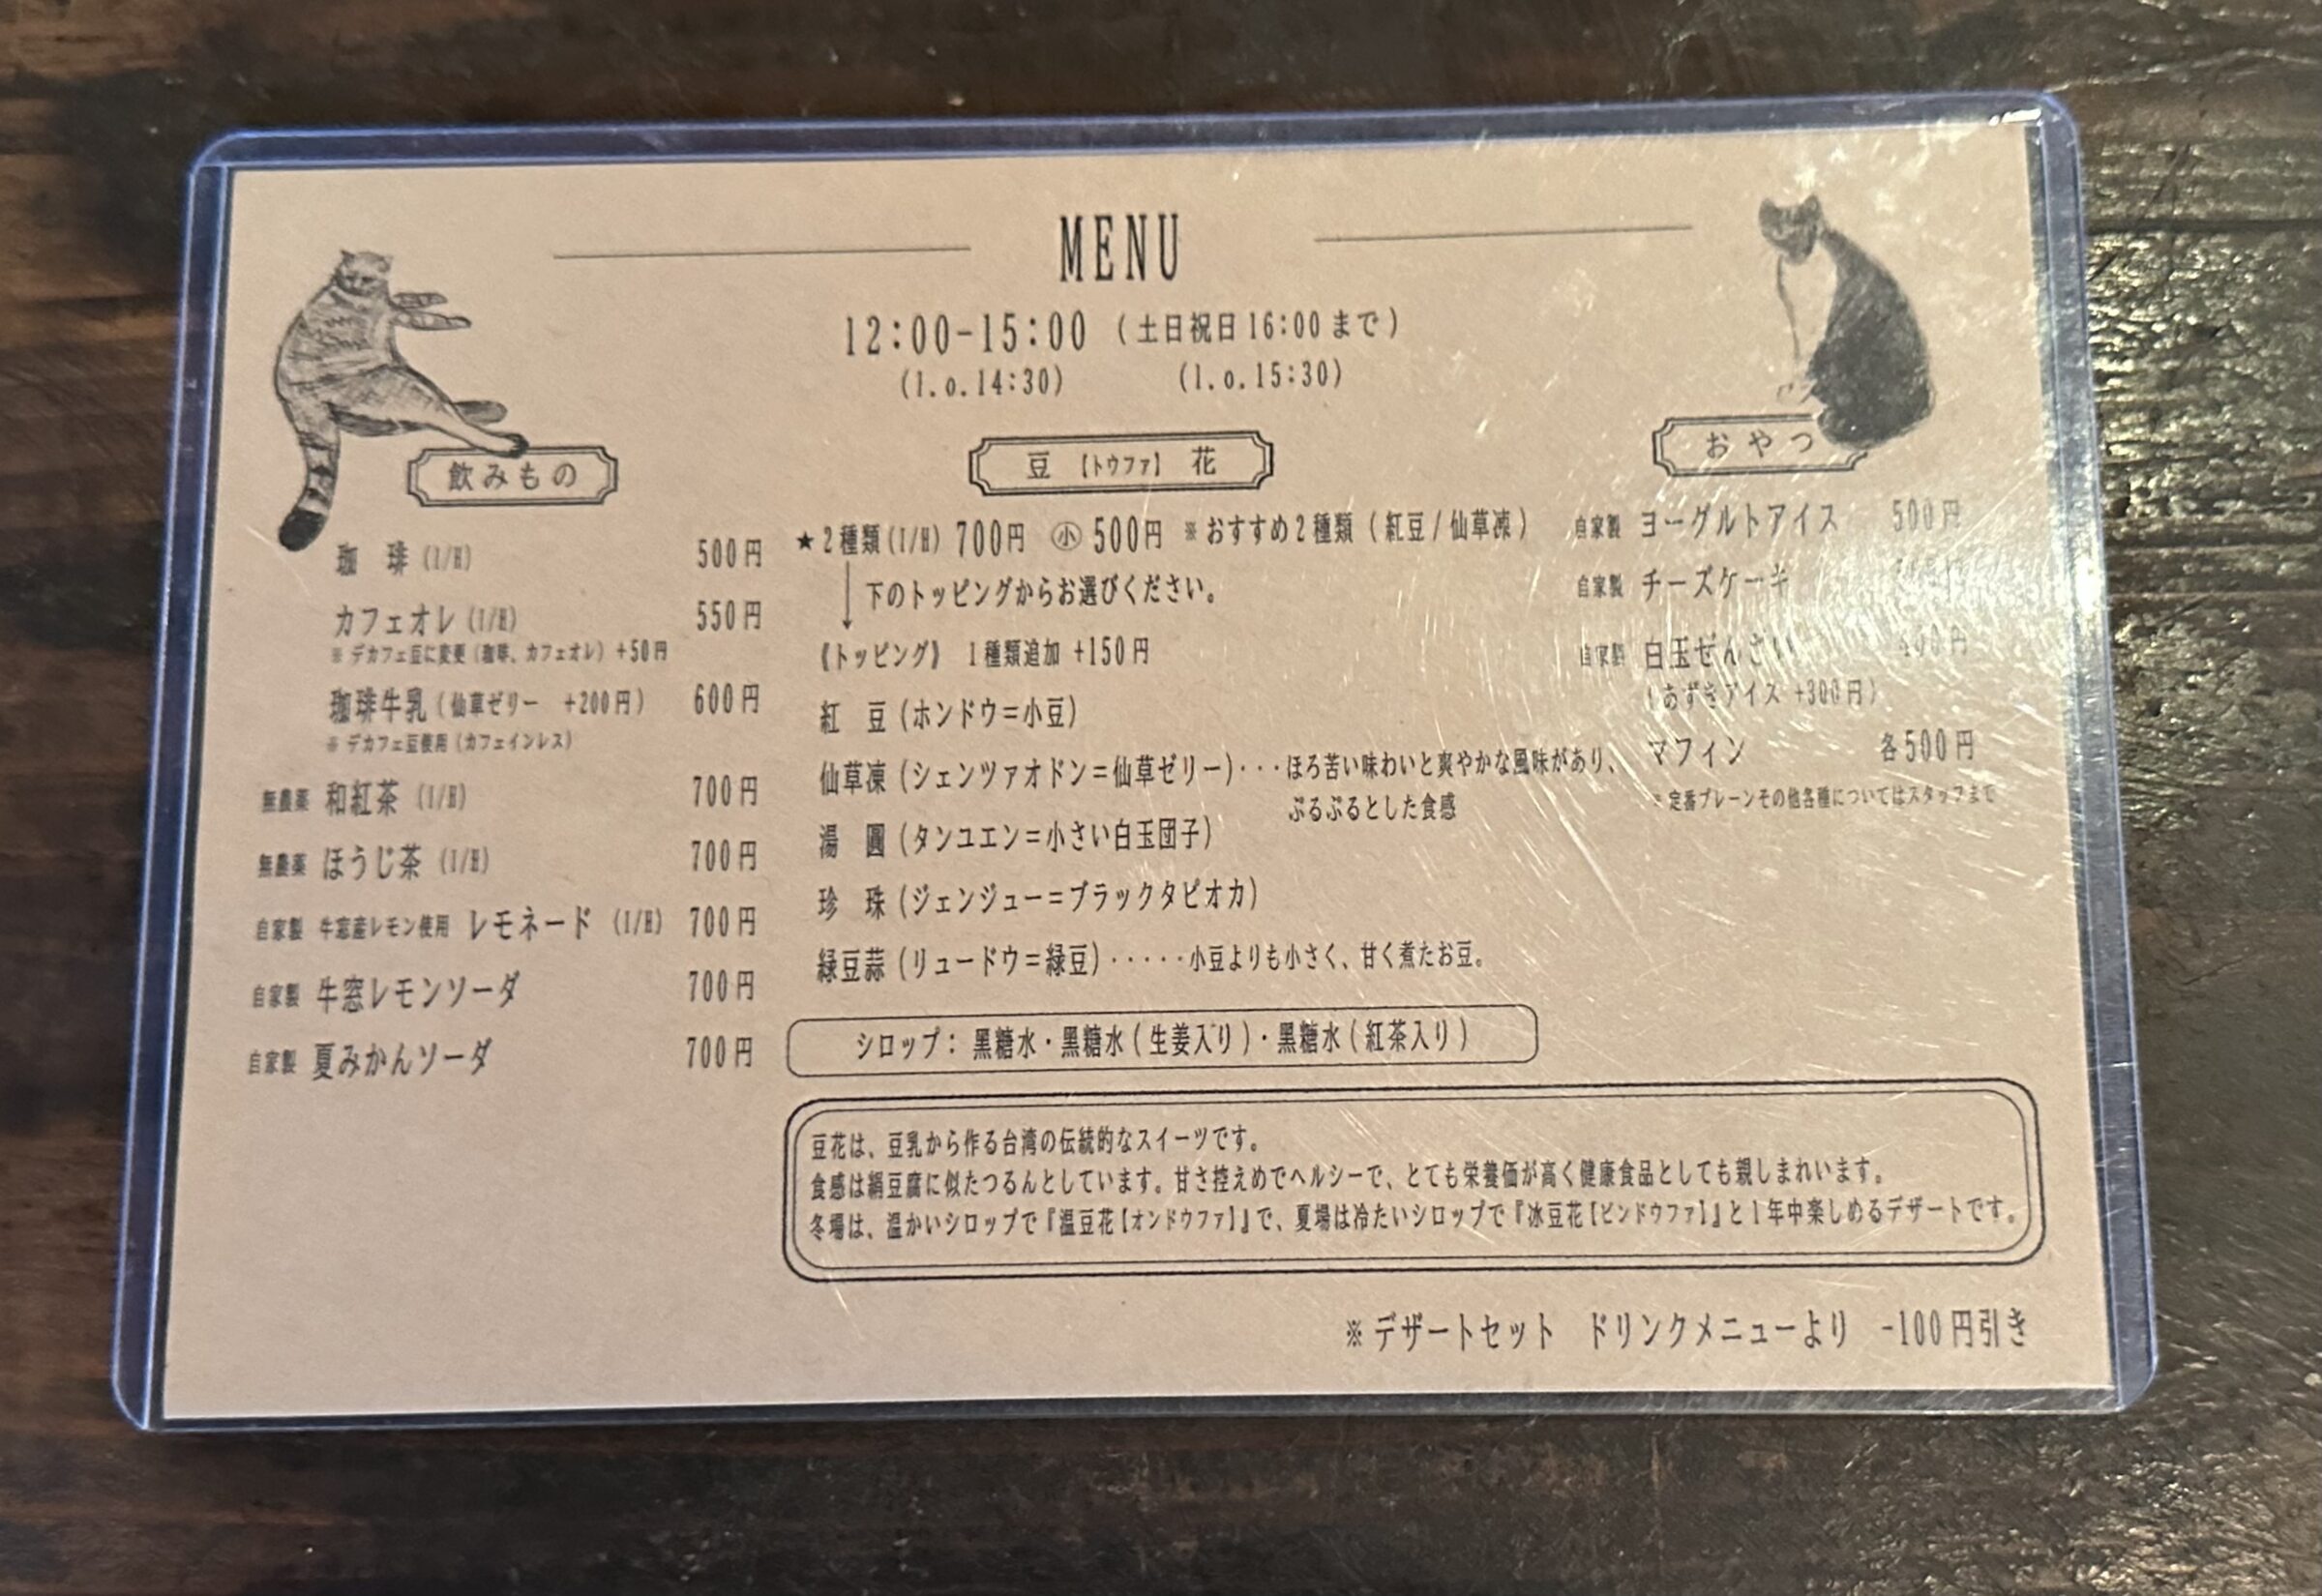 MENU
12:00-15:00 (土日祝日16:00まで)
(l.o.14:30) (l.o.15:30)
飲みもの
珈 琲 (I/H) 500円
カフェオレ (I/H) 550円
※ デカフェ豆に変更 (珈琲、カフェオレ) +50円
珈琲牛乳 (仙草ゼリー +200円) 600円
※ デカフェ豆使用 (カフェインレス)
無農薬 和紅茶 (I/H) 700円
無農薬 ほうじ茶 (I/H) 700円
自家製 牛窓産レモン使用 レモネード (I/H) 700円
自家製 牛窓レモンソーダ 700円
自家製 夏みかんソーダ 700円
豆【トウファ】花
★2種類(I/H) 700円 ㊥小 500円 ※おすすめ2種類 (紅豆/仙草凍)
下のトッピングからお選びください。
《トッピング》 1種類追加 +150円
紅 豆 (ホンドウ=小豆)
仙草凍 (シェンツァオドン=仙草ゼリー)・・・ほろ苦い味わいと爽やかな風味があり、
ぷるぷるとした食感
湯 圓 (タンユエン=小さい白玉団子)
珍 珠 (ジェンジュー=ブラックタピオカ)
緑豆蒜 (リュードウ=緑豆)・・・・・小豆よりも小さく、甘く煮たお豆。
シロップ: 黒糖水・黒糖水(生姜入り)・黒糖水(紅茶入り)
豆花は、豆乳から作る台湾の伝統的なスイーツです。
食感は絹豆腐に似たつるんとしています。甘さ控えめでヘルシーで、とても栄養価が高く健康食品としても親しまれいます。
冬場は、温かいシロップで『温豆花【オンドウファ】』で、夏場は冷たいシロップで『冰豆花【ビンドウファ】』と1年中楽しめるデザートです。
おやつ
自家製 ヨーグルトアイス 500円
自家製 チーズケーキ
自家製 白玉ぜんざい
(あずきアイス +300円)
マフィン 各500円
※ 定番プレーンその他各種についてはスタッフまで
※デザートセット ドリンクメニューより -100円引き